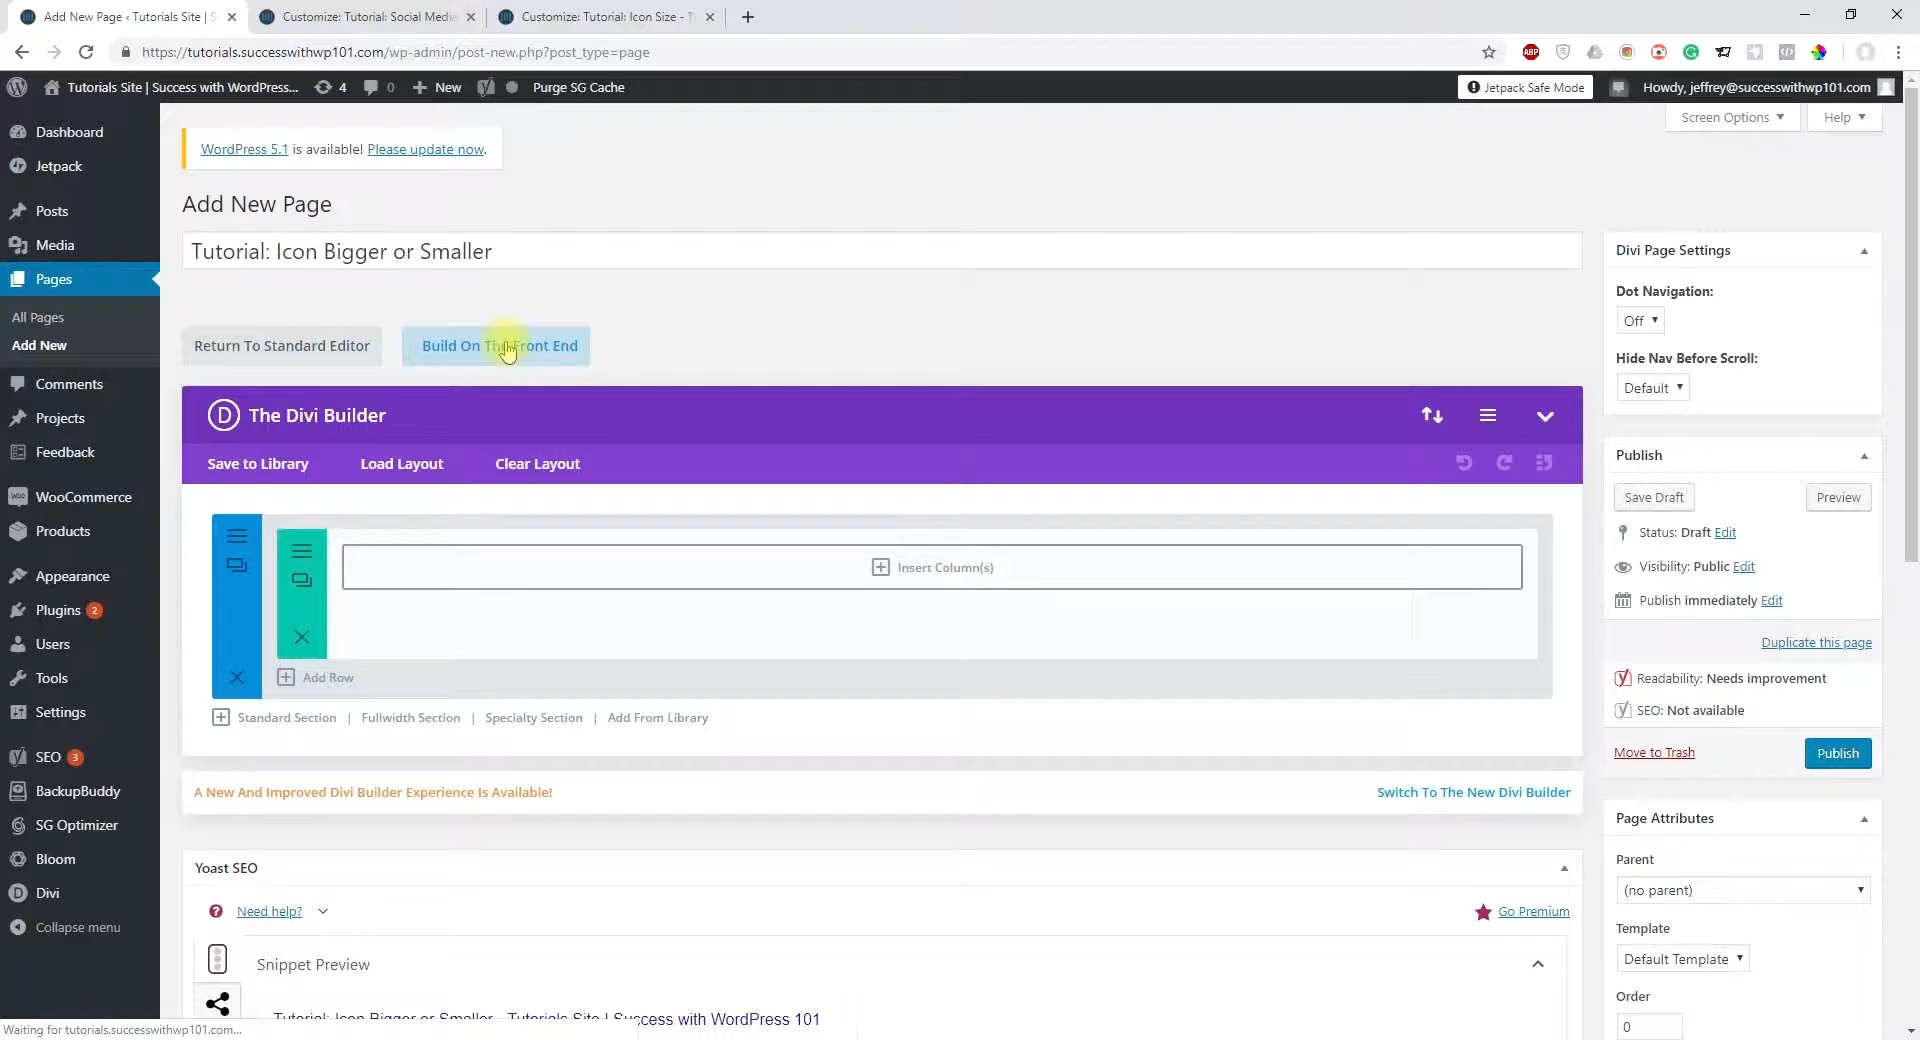 Add New Page ‹ Tutorials Site | S
Customize: Tutorial: Social Media
Customize: Tutorial: Icon Size - T
https://tutorials.successwithwp101.com/wp-admin/post-new.php?post_type=page
ABP
Tutorials Site | Success with WordPress...
4
0
New
Purge SG Cache
Jetpack Safe Mode
Howdy, jeffrey@successwithwp101.com
Screen Options
Help
Dashboard
Jetpack
Posts
Media
Pages
All Pages
Add New
Comments
Projects
Feedback
WooCommerce
Products
Appearance
Plugins 2
Users
Tools
Settings
SEO 3
BackupBuddy
SG Optimizer
Bloom
Divi
Collapse menu
WordPress 5.1 is available! Please update now.
Add New Page
Tutorial: Icon Bigger or Smaller
Return To Standard Editor
Build On The Front End
D The Divi Builder
Save to Library
Load Layout
Clear Layout
Insert Column(s)
Add Row
Standard Section | Fullwidth Section | Specialty Section | Add From Library
A New And Improved Divi Builder Experience Is Available!
Switch To The New Divi Builder
Yoast SEO
Need help?
Go Premium
Snippet Preview
Tutorial: Icon Bigger or Smaller - Tutorials Site | Success with WordPress 101
Divi Page Settings
Dot Navigation:
Off
Hide Nav Before Scroll:
Default
Publish
Save Draft
Preview
Status: Draft Edit
Visibility: Public Edit
Publish immediately Edit
Duplicate this page
Readability: Needs improvement
SEO: Not available
Move to Trash
Publish
Page Attributes
Parent
(no parent)
Template
Default Template
Order
0
Waiting for tutorials.successwithwp101.com...